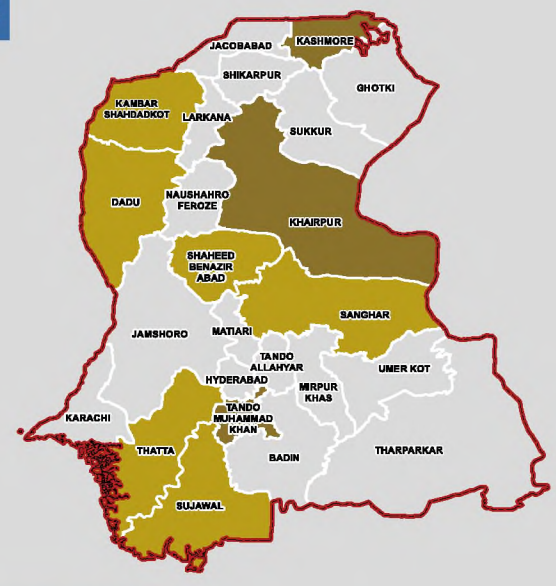 JACOBABAD
KASHMORE
SHIKARPUR
GHOTKI
KAMBAR
SHAHDADKOT
LARKANA
SUKKUR
DADU
NAUSHAHRO
FEROZE
KHAIRPUR
SHAHEED
BENAZIR
ABAD
SANGHAR
JAMSHORO
MATIARI
TANDO
ALLAHYAR
UMER KOT
HYDERABAD
MIRPUR
KHAS
KARACHI
TANDO
MUHAMMAD
KHAN
THATTA
BADIN
THARPARKAR
SUJAWAL